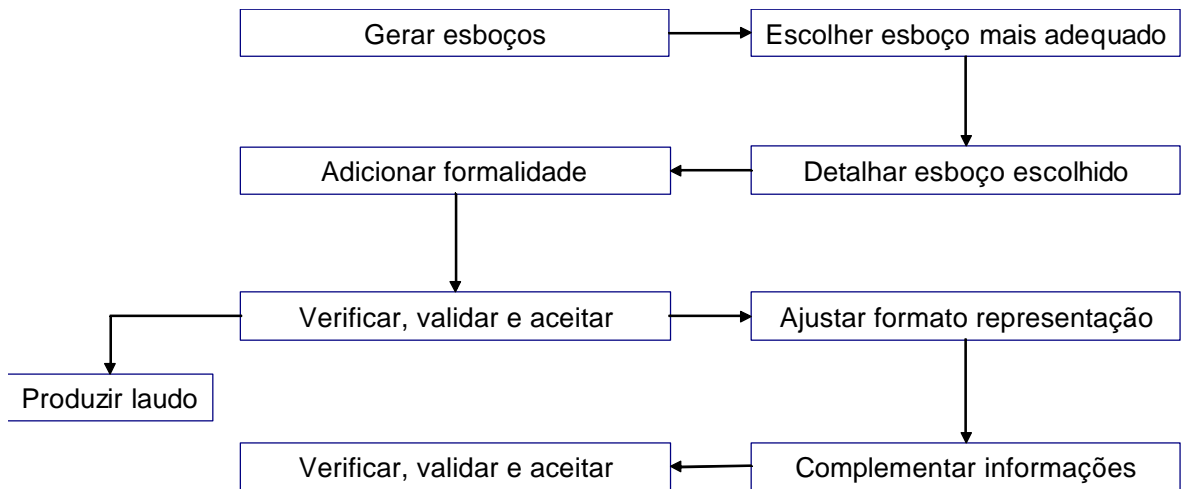 Gerar esboços
Escolher esboço mais adequado
Adicionar formalidade
Detalhar esboço escolhido
Verificar, validar e aceitar
Ajustar formato representação
Produzir laudo
Verificar, validar e aceitar
Complementar informações